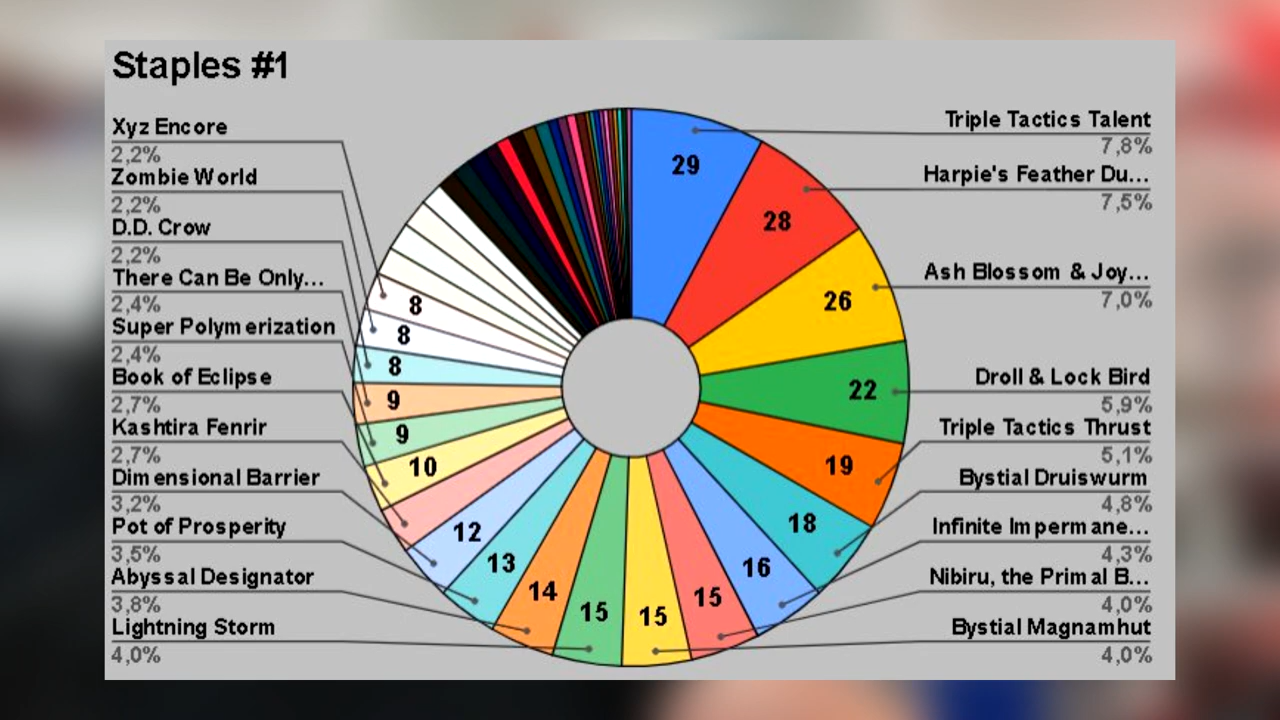 Staples #1
Xyz Encore
2,2%
Zombie World
2,2%
D.D. Crow
2,2%
There Can Be Only...
2,4%
Super Polymerization
2,4%
Book of Eclipse
2,7%
Kashtira Fenrir
2,7%
Dimensional Barrier
3,2%
Pot of Prosperity
3,5%
Abyssal Designator
3,8%
Lightning Storm
4,0%
Triple Tactics Talent
7,8%
Harpie's Feather Du...
7,5%
Ash Blossom & Joy...
7,0%
Droll & Lock Bird
5,9%
Triple Tactics Thrust
5,1%
Bystial Druiswurm
4,8%
Infinite Impermane...
4,3%
Nibiru, the Primal B...
4,0%
Bystial Magnamhut
4,0%
29
28
26
22
19
18
16
15
15
15
14
13
12
10
9
9
8
8
8